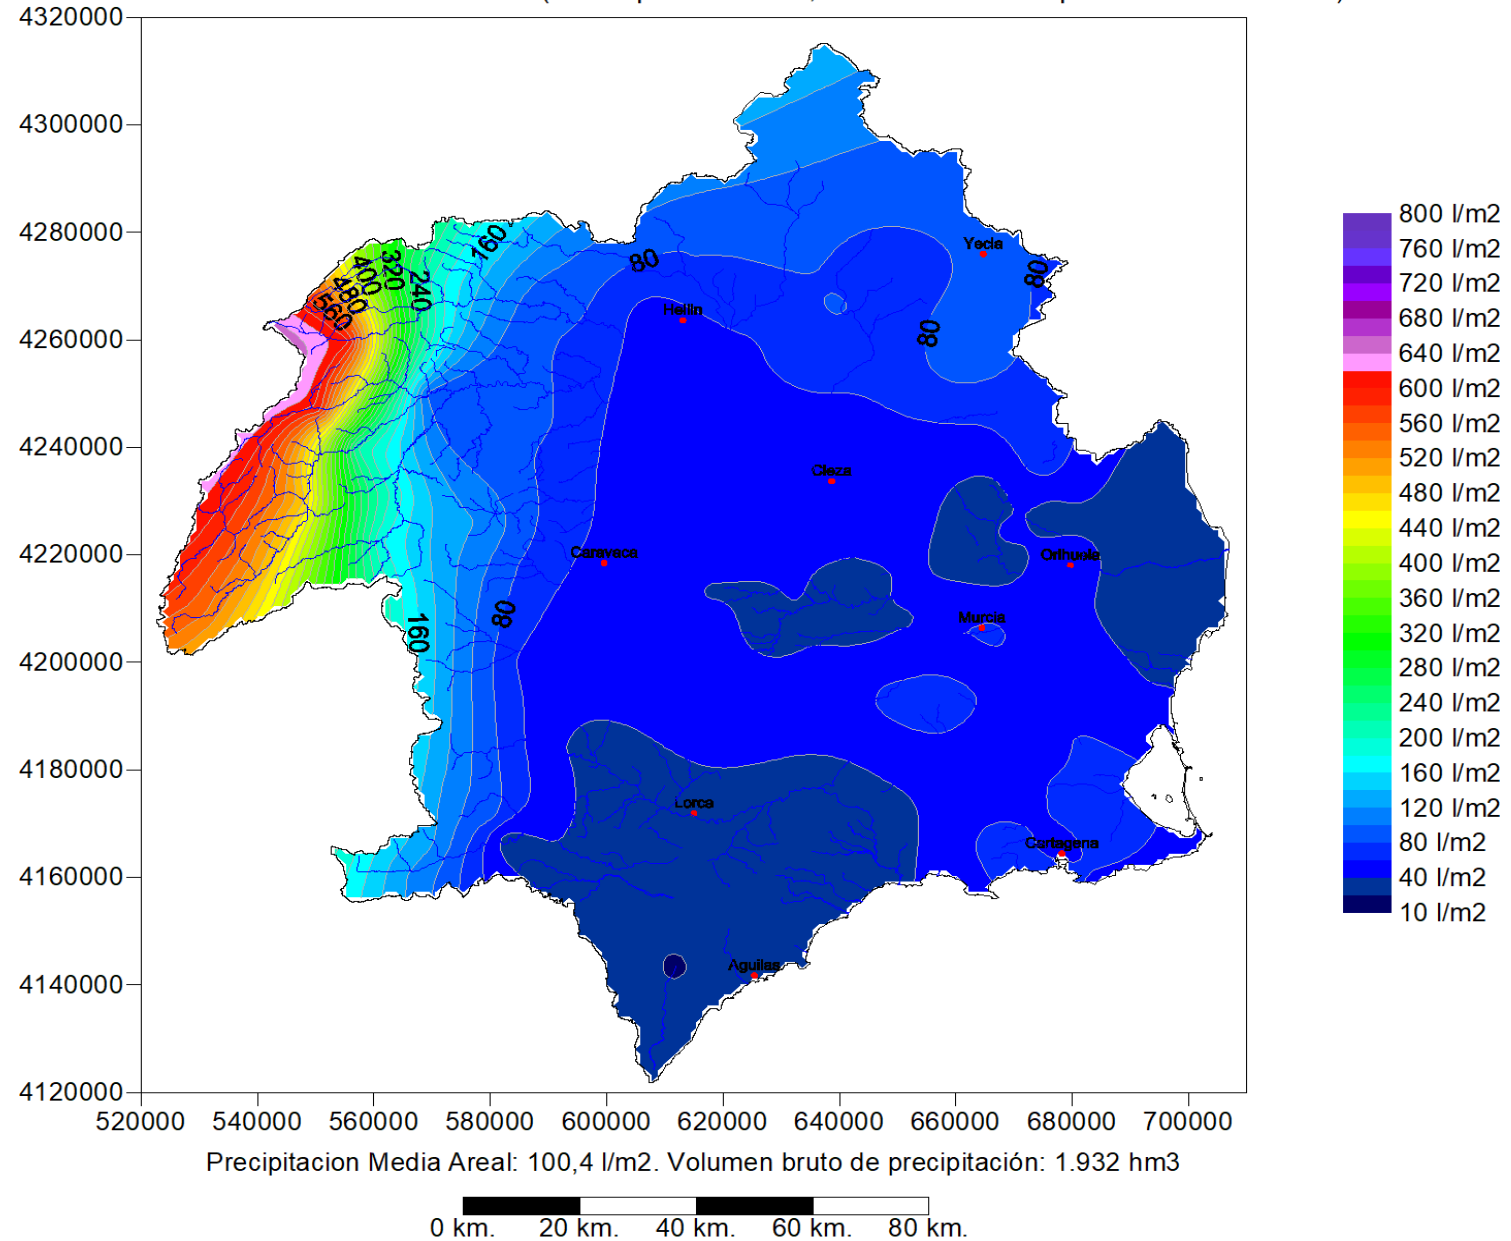 4320000
4300000
4280000
4260000
4240000
4220000
4200000
4180000
4160000
4140000
4120000
520000 540000 560000 580000 600000 620000 640000 660000 680000 700000
160
320
400
240
480
560
80
80
80
80
160
Yecla
Hellin
Cieza
Caravaca
Orihuela
Murcia
Lorca
Cartagena
Aguilas
800 l/m2
760 l/m2
720 l/m2
680 l/m2
640 l/m2
600 l/m2
560 l/m2
520 l/m2
480 l/m2
440 l/m2
400 l/m2
360 l/m2
320 l/m2
280 l/m2
240 l/m2
200 l/m2
160 l/m2
120 l/m2
80 l/m2
40 l/m2
10 l/m2
Precipitacion Media Areal: 100,4 l/m2. Volumen bruto de precipitación: 1.932 hm3
0 km. 20 km. 40 km. 60 km. 80 km.